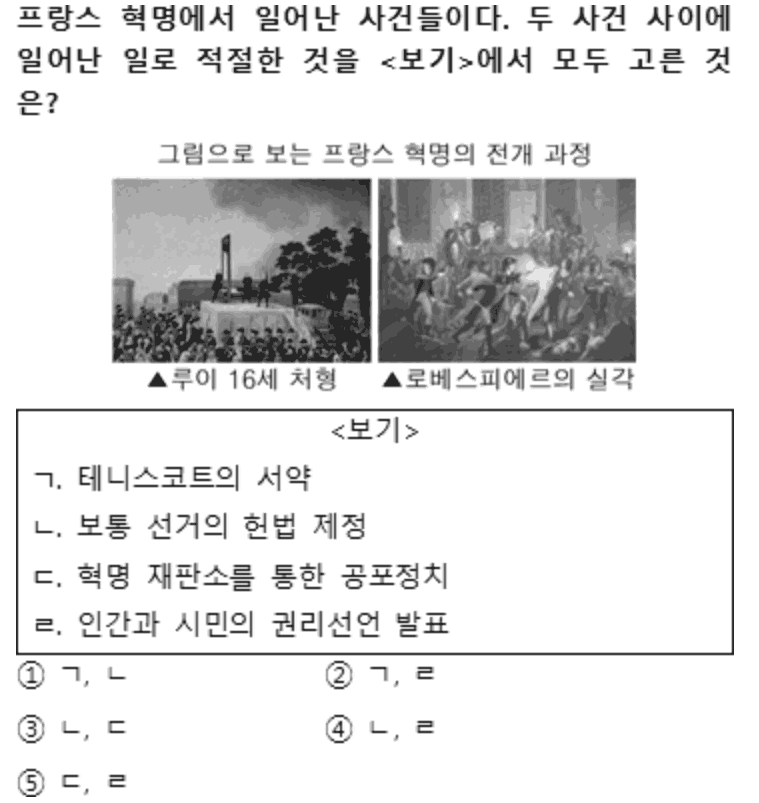 프랑스 혁명에서 일어난 사건들이다. 두 사건 사이에
일어난 일로 적절한 것을 <보기>에서 모두 고른 것
은?
그림으로 보는 프랑스 혁명의 전개 과정
▲루이 16세 처형 ▲로베스피에르의 실각
<보기>
ㄱ. 테니스코트의 서약
ㄴ. 보통 선거의 헌법 제정
ㄷ. 혁명 재판소를 통한 공포정치
ㄹ. 인간과 시민의 권리선언 발표
① ㄱ, ㄴ ② ㄱ, ㄹ
③ ㄴ, ㄷ ④ ㄴ, ㄹ
⑤ ㄷ, ㄹ